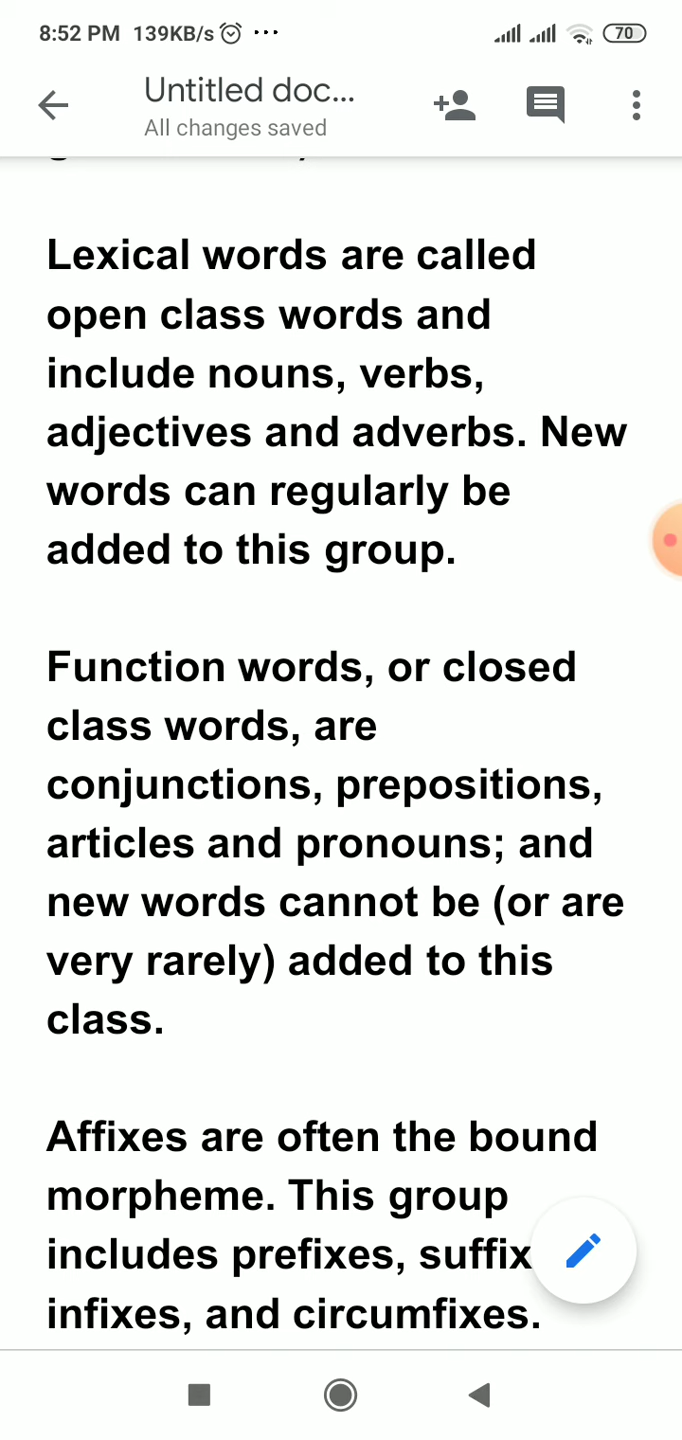 8:52 PM 139KB/s ... 70
Untitled doc...
All changes saved
Lexical words are called
open class words and
include nouns, verbs,
adjectives and adverbs. New
words can regularly be
added to this group.
Function words, or closed
class words, are
conjunctions, prepositions,
articles and pronouns; and
new words cannot be (or are
very rarely) added to this
class.
Affixes are often the bound
morpheme. This group
includes prefixes, suffix
infixes, and circumfixes.